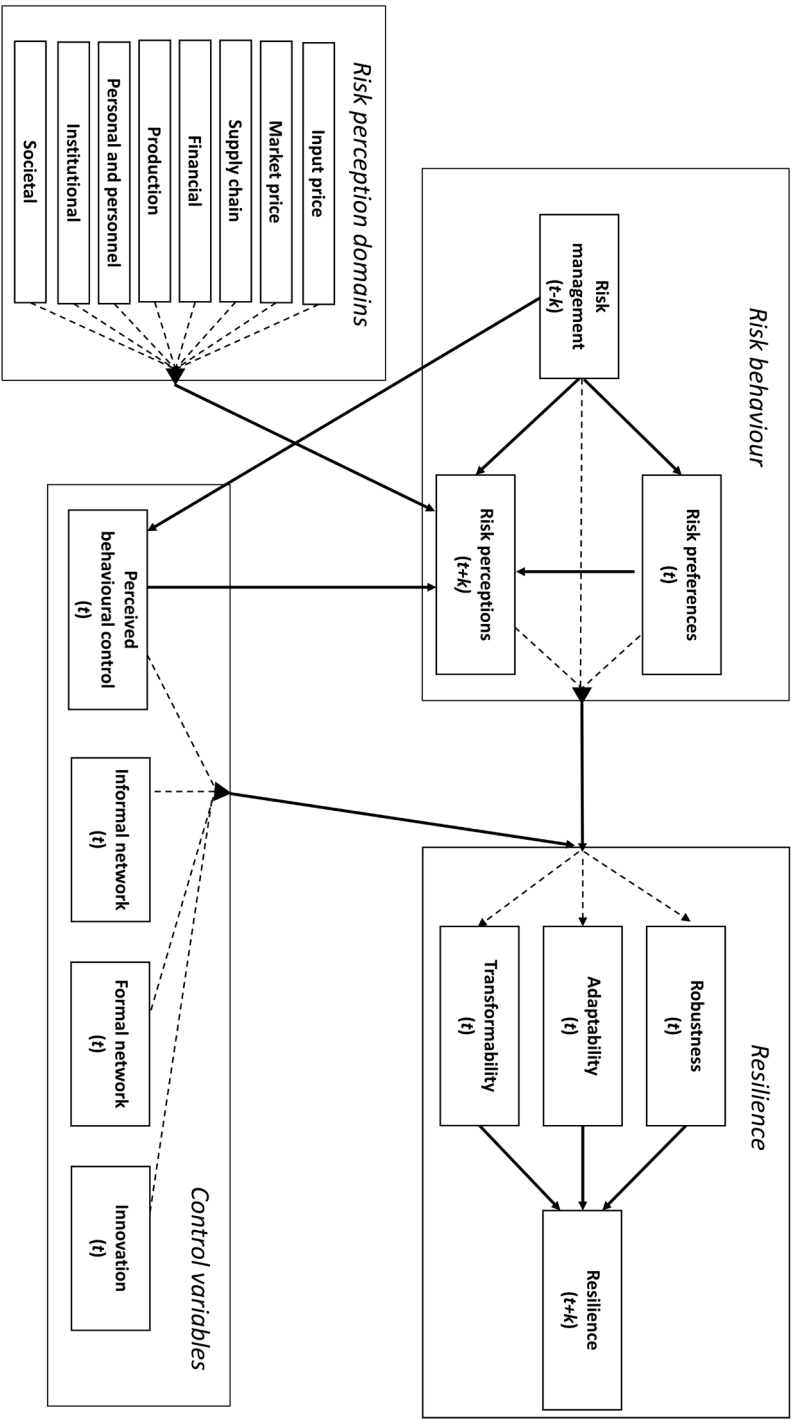 Risk behaviour
Risk
management
(t-k)
Risk preferences
(t)
Risk perceptions
(t+k)
Resilience
Robustness
(t)
Adaptability
(t)
Transformability
(t)
Resilience
(t+k)
Risk perception domains
Input price
Market price
Supply chain
Financial
Production
Personal and personnel
Institutional
Societal
Control variables
Perceived
behavioural control
(t)
Informal network
(t)
Formal network
(t)
Innovation
(t)